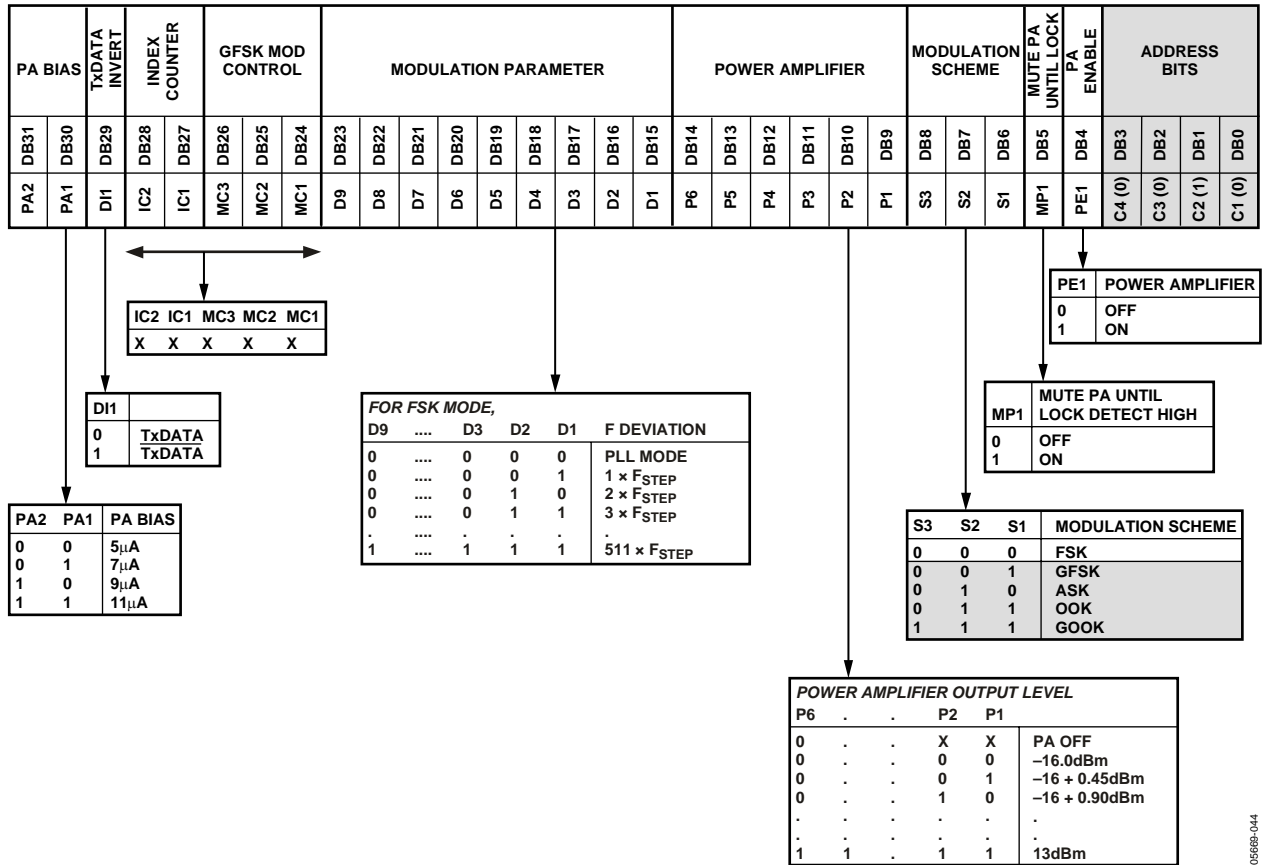 PA BIAS TxDATA INVERT INDEX COUNTER GFSK MOD CONTROL MODULATION PARAMETER POWER AMPLIFIER MODULATION SCHEME MUTE PA UNTIL LOCK PA ENABLE ADDRESS BITS
DB31 DB30 DB29 DB28 DB27 DB26 DB25 DB24 DB23 DB22 DB21 DB20 DB19 DB18 DB17 DB16 DB15 DB14 DB13 DB12 DB11 DB10 DB9 DB8 DB7 DB6 DB5 DB4 DB3 DB2 DB1 DB0
PA2 PA1 DI1 IC2 IC1 MC3 MC2 MC1 D9 D8 D7 D6 D5 D4 D3 D2 D1 P6 P5 P4 P3 P2 P1 S3 S2 S1 MP1 PE1 C4 (0) C3 (0) C2 (1) C1 (0)
PE1 POWER AMPLIFIER
0 OFF
1 ON
IC2 IC1 MC3 MC2 MC1
X X X X X
MP1 MUTE PA UNTIL
LOCK DETECT HIGH
0 OFF
1 ON
DI1
0 TxDATA
1 TxDATA
FOR FSK MODE,
D9 .... D3 D2 D1 F DEVIATION
0 .... 0 0 0 PLL MODE
0 .... 0 0 1 1 × FSTEP
0 .... 0 1 0 2 × FSTEP
0 .... 0 1 1 3 × FSTEP
. .... . . . .
1 .... 1 1 1 511 × FSTEP
PA2 PA1 PA BIAS
0 0 5μA
0 1 7μA
1 0 9μA
1 1 11μA
S3 S2 S1 MODULATION SCHEME
0 0 0 FSK
0 0 1 GFSK
0 1 0 ASK
0 1 1 OOK
1 1 1 GOOK
POWER AMPLIFIER OUTPUT LEVEL
P6 . . P2 P1
0 . . X X PA OFF
0 . . 0 0 –16.0dBm
0 . . 0 1 –16 + 0.45dBm
0 . . 1 0 –16 + 0.90dBm
. . . . . .
. . . . . .
1 1 . 1 1 13dBm
05669-044